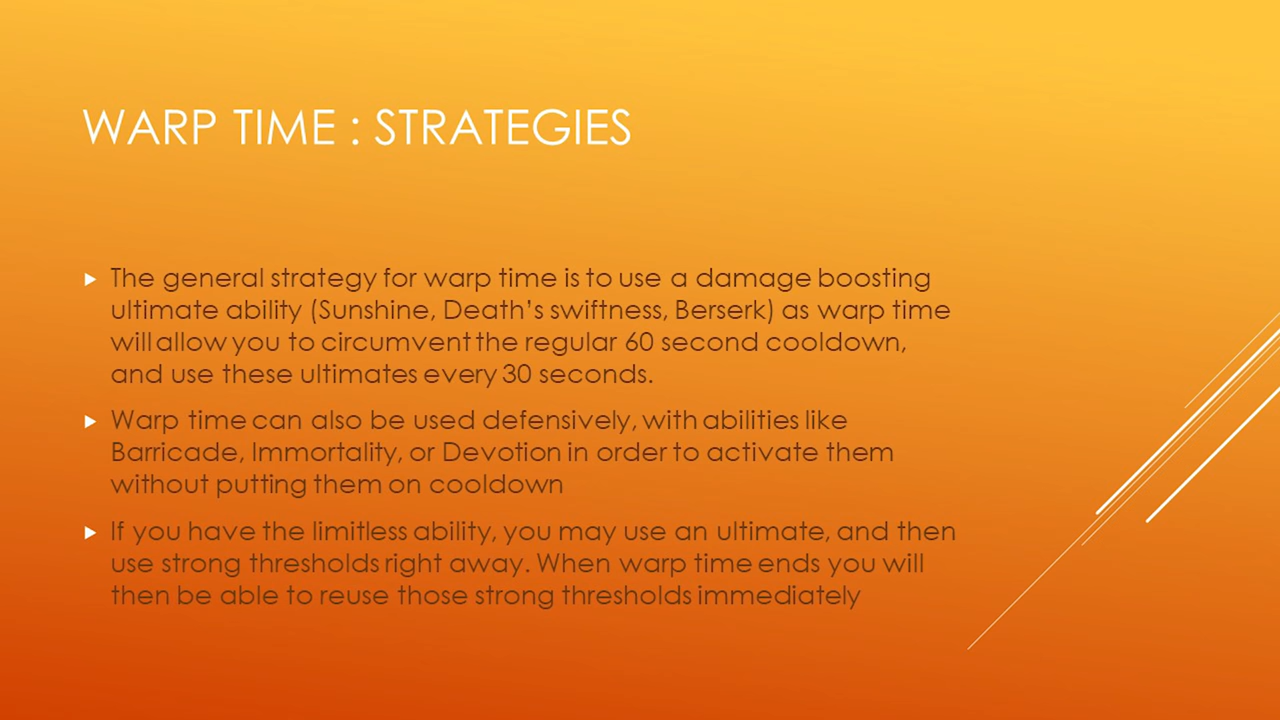 WARP TIME : STRATEGIES
The general strategy for warp time is to use a damage boosting
ultimate ability (Sunshine, Death's swiftness, Berserk) as warp time
will allow you to circumvent the regular 60 second cooldown,
and use these ultimates every 30 seconds.
Warp time can also be used defensively, with abilities like
Barricade, Immortality, or Devotion in order to activate them
without putting them on cooldown
If you have the limitless ability, you may use an ultimate, and then
use strong thresholds right away. When warp time ends you will
then be able to reuse those strong thresholds immediately